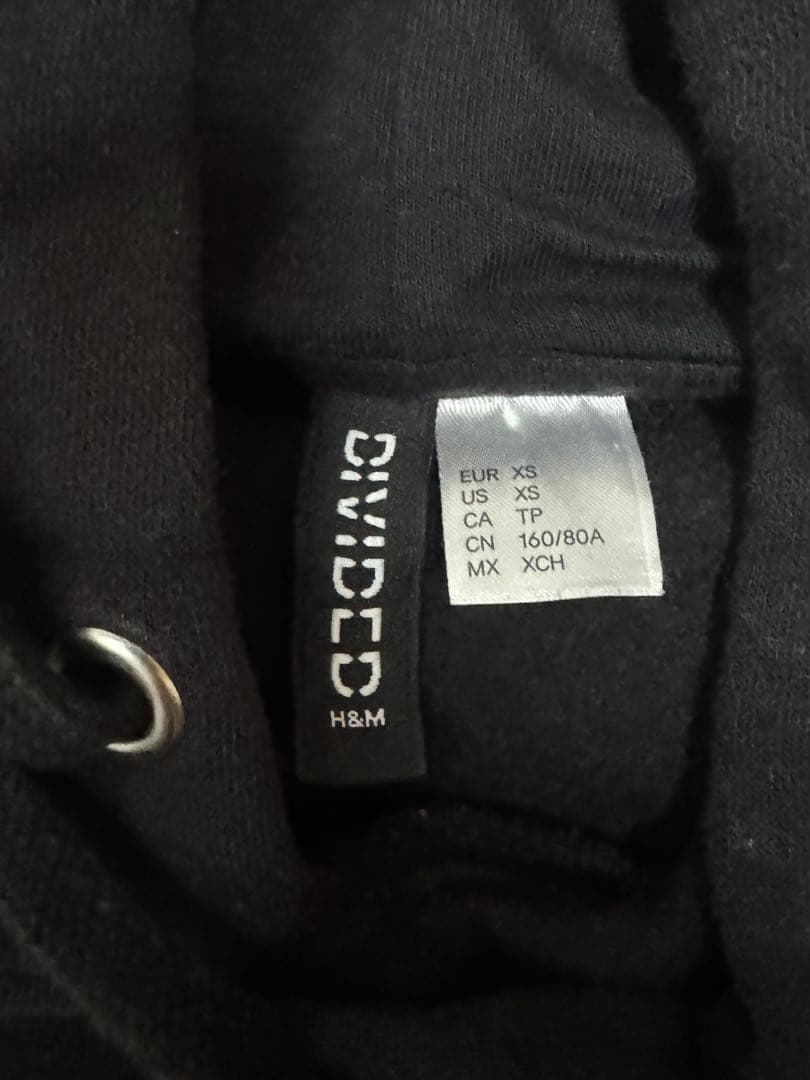 DIVIDED
H&M
EUR XS
US XS
CA TP
CN 160/80A
MX XCH